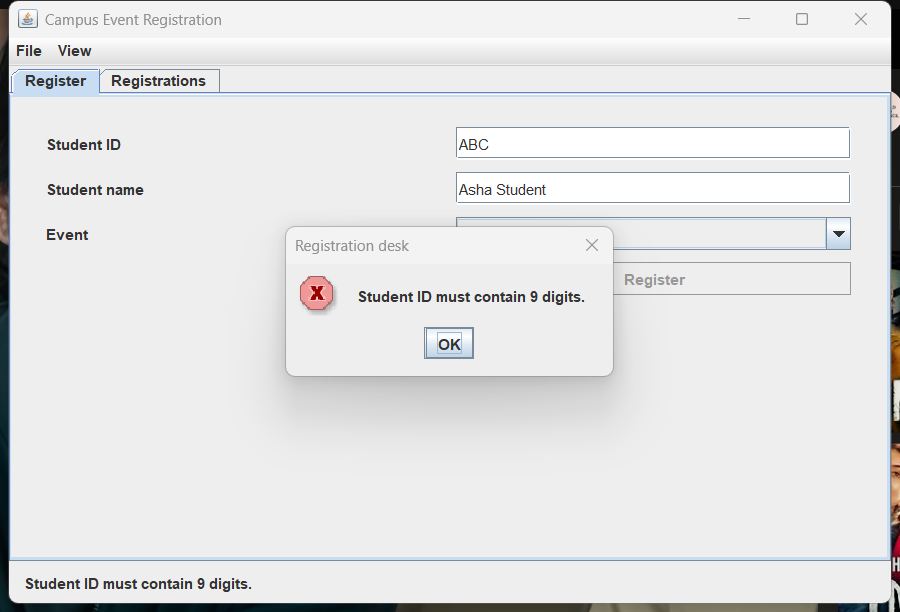 Campus Event Registration
File View
Register Registrations
Student ID ABC
Student name Asha Student
Event
Registration desk
Register
X
Student ID must contain 9 digits.
OK
Student ID must contain 9 digits.